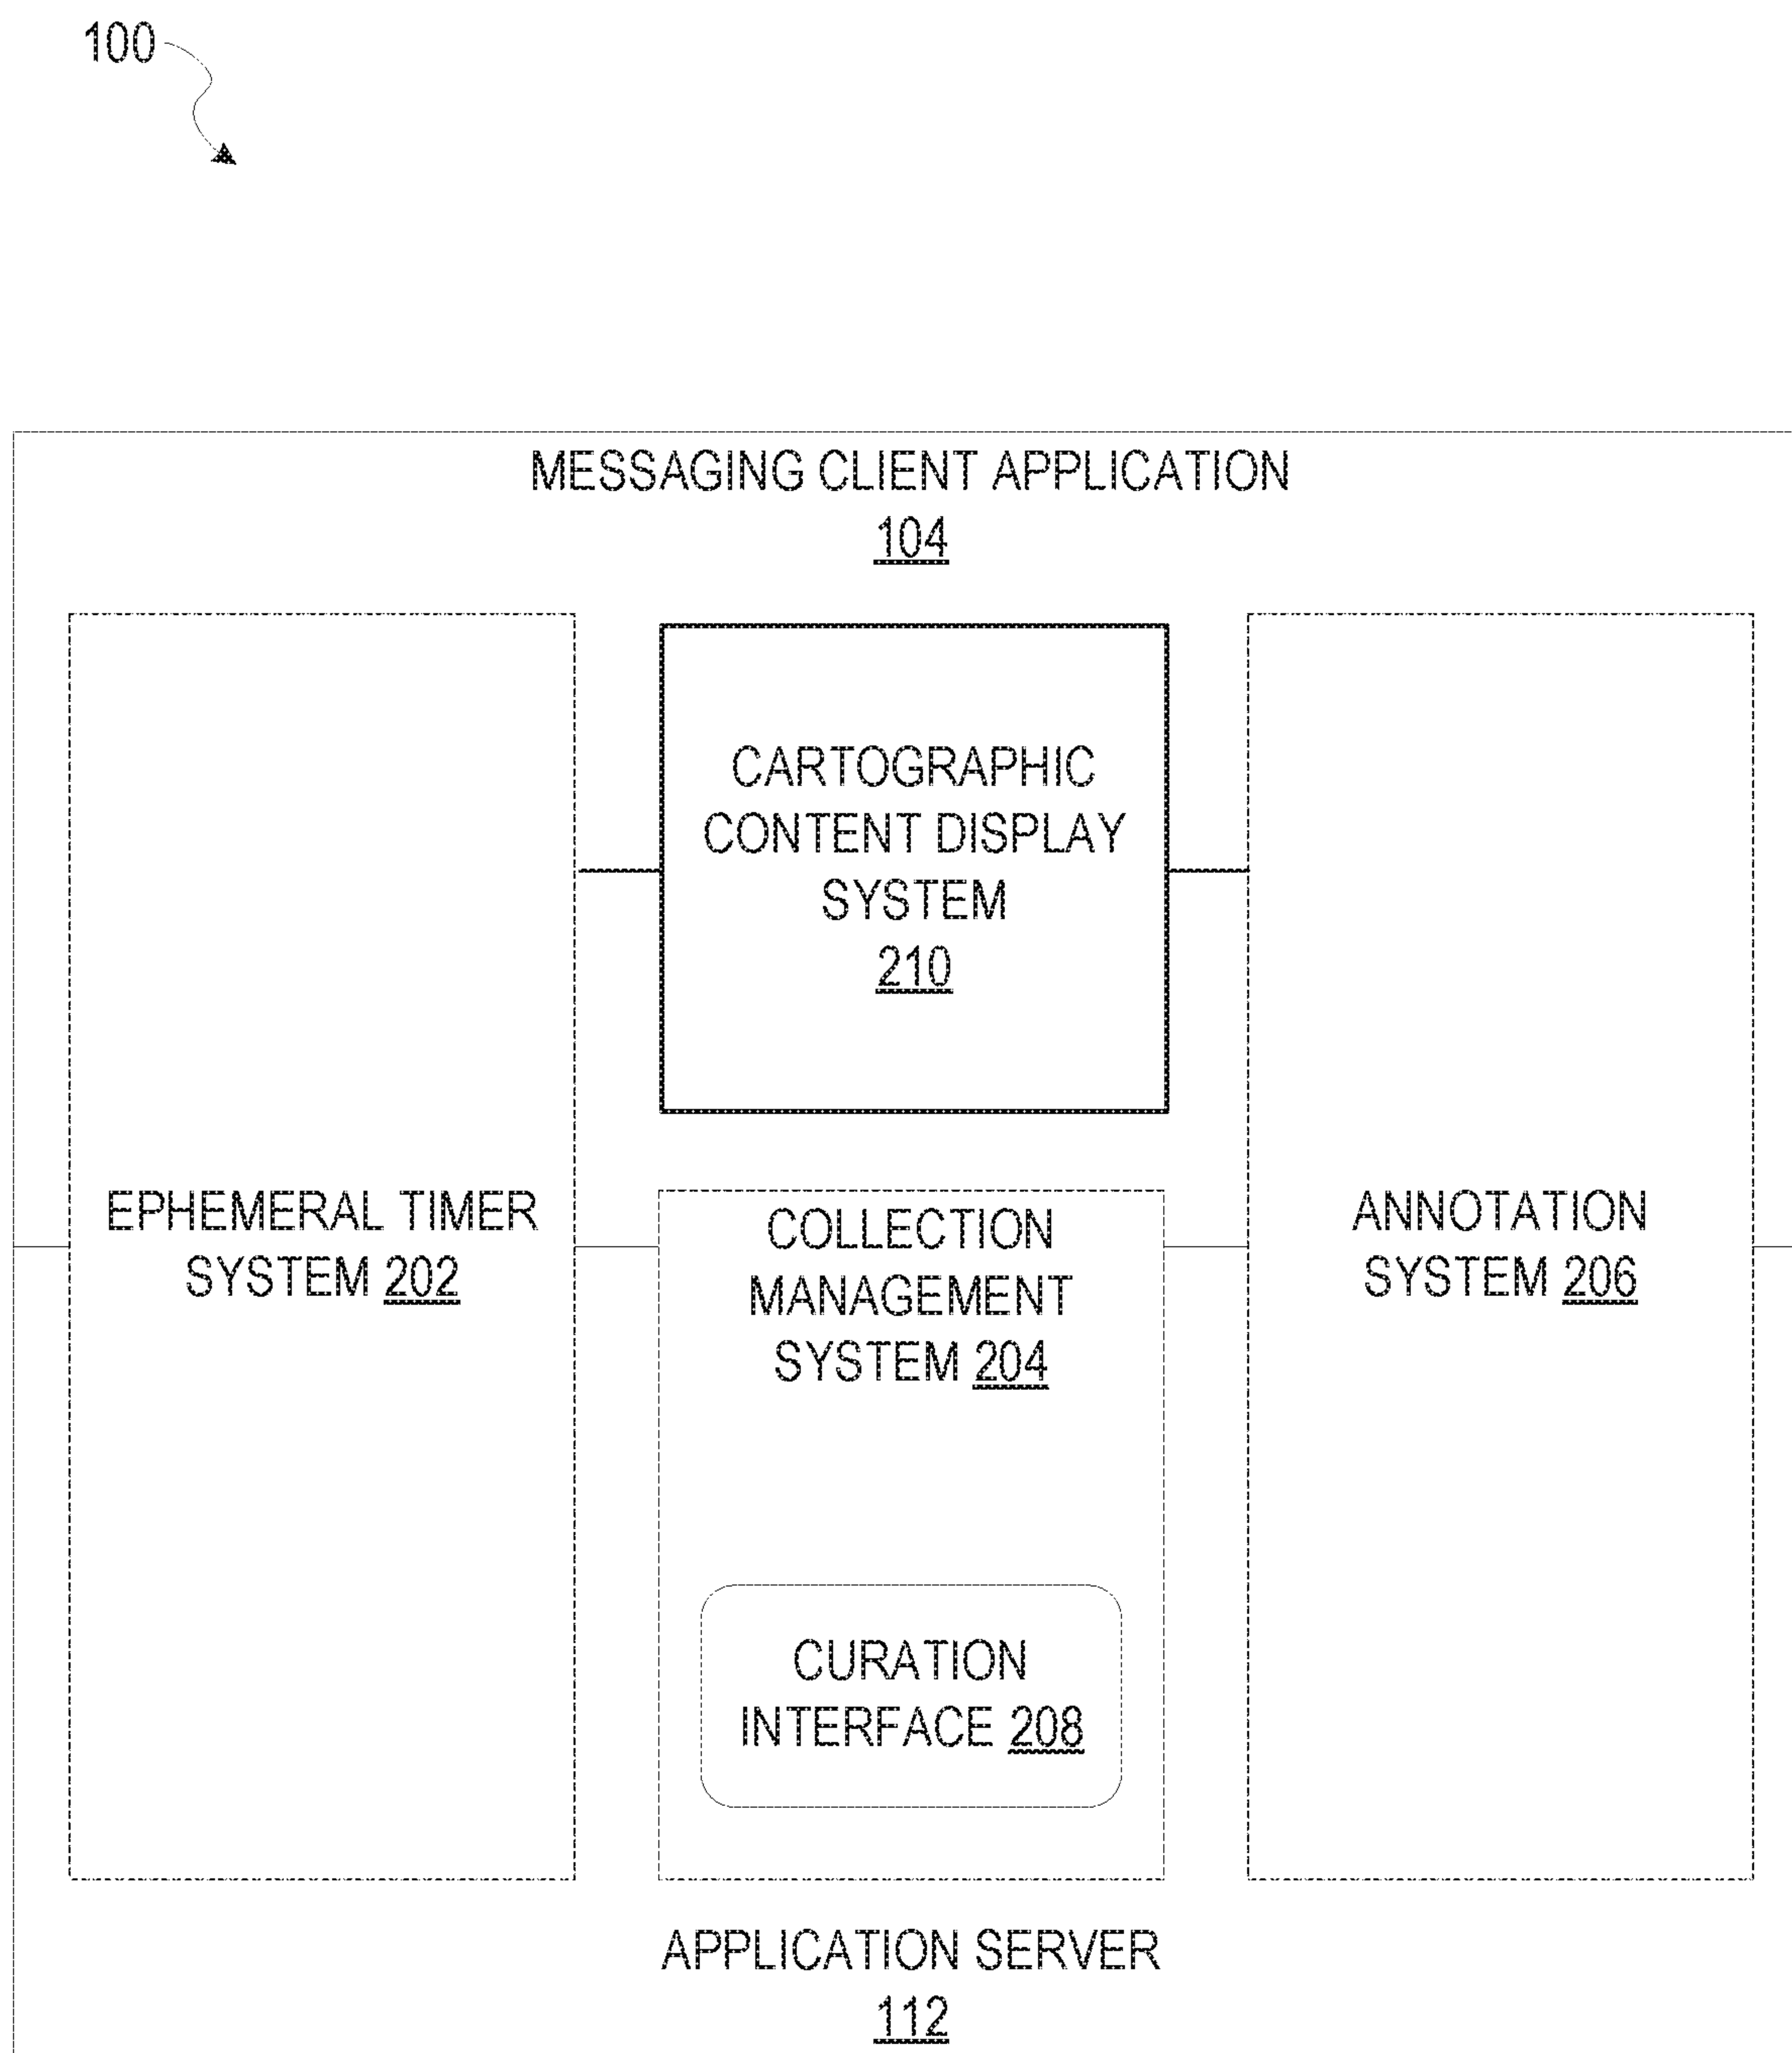 100
MESSAGING CLIENT APPLICATION
104
CARTOGRAPHIC
CONTENT DISPLAY
SYSTEM
210
EPHEMERAL TIMER
SYSTEM 202
COLLECTION
MANAGEMENT
SYSTEM 204
ANNOTATION
SYSTEM 206
CURATION
INTERFACE 208
APPLICATION SERVER
112